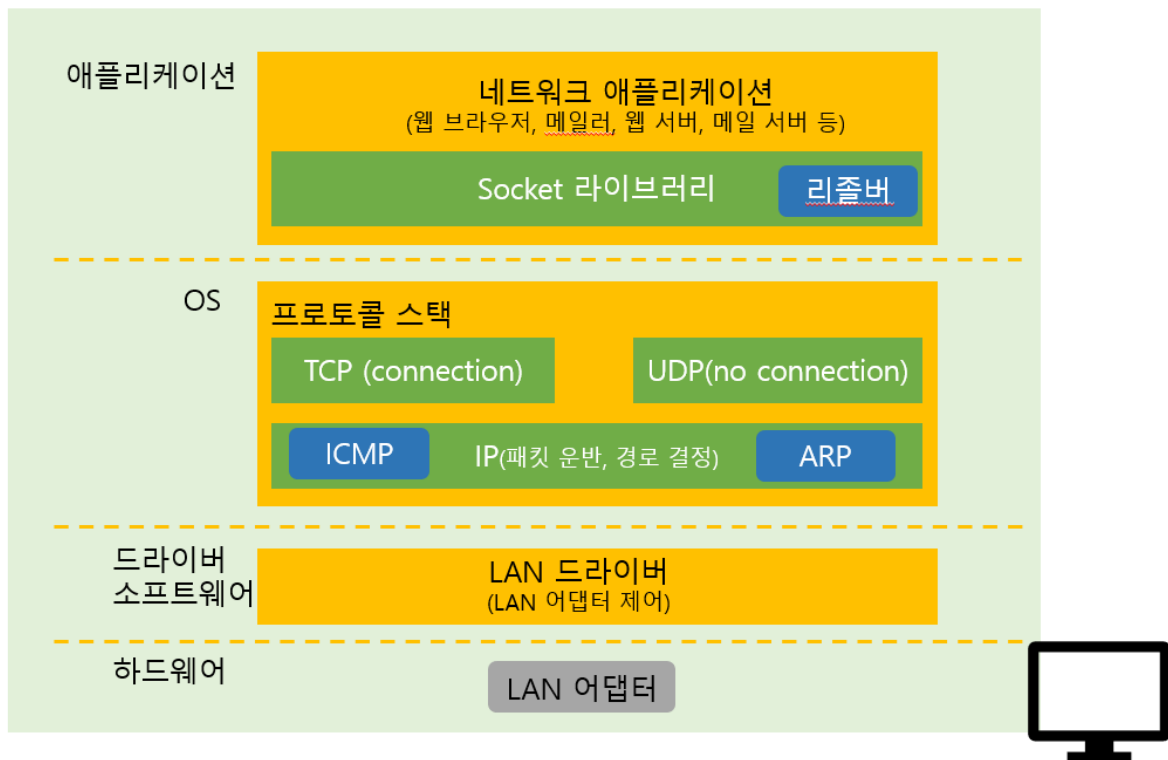 애플리케이션
네트워크 애플리케이션
(웹 브라우저, 메일러, 웹 서버, 메일 서버 등)
Socket 라이브러리
리졸버
OS
프로토콜 스택
TCP (connection)
UDP(no connection)
ICMP
IP(패킷 운반, 경로 결정)
ARP
드라이버
소프트웨어
LAN 드라이버
(LAN 어댑터 제어)
하드웨어
LAN 어댑터